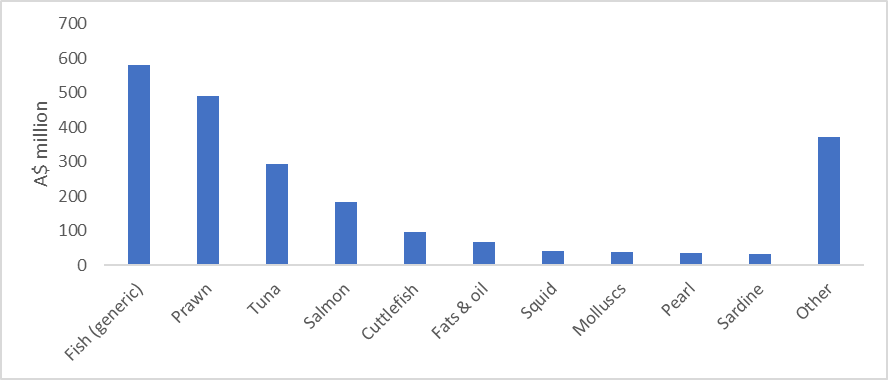 700
600
500
400
300
200
100
0
A$ million
Fish (generic)
Prawn
Tuna
Salmon
Cuttlefish
Fats & oil
Squid
Molluscs
Pearl
Sardine
Other